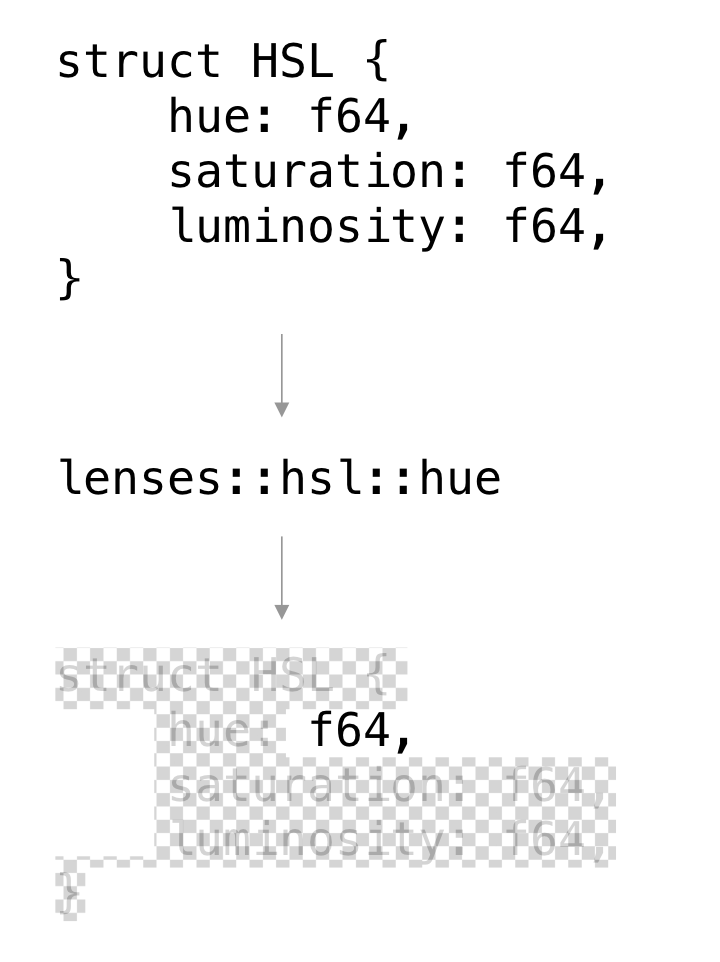 struct HSL {
    hue: f64,
    saturation: f64,
    luminosity: f64,
}
lenses::hsl::hue
struct HSL {
    hue: f64,
    saturation: f64,
    luminosity: f64,
}